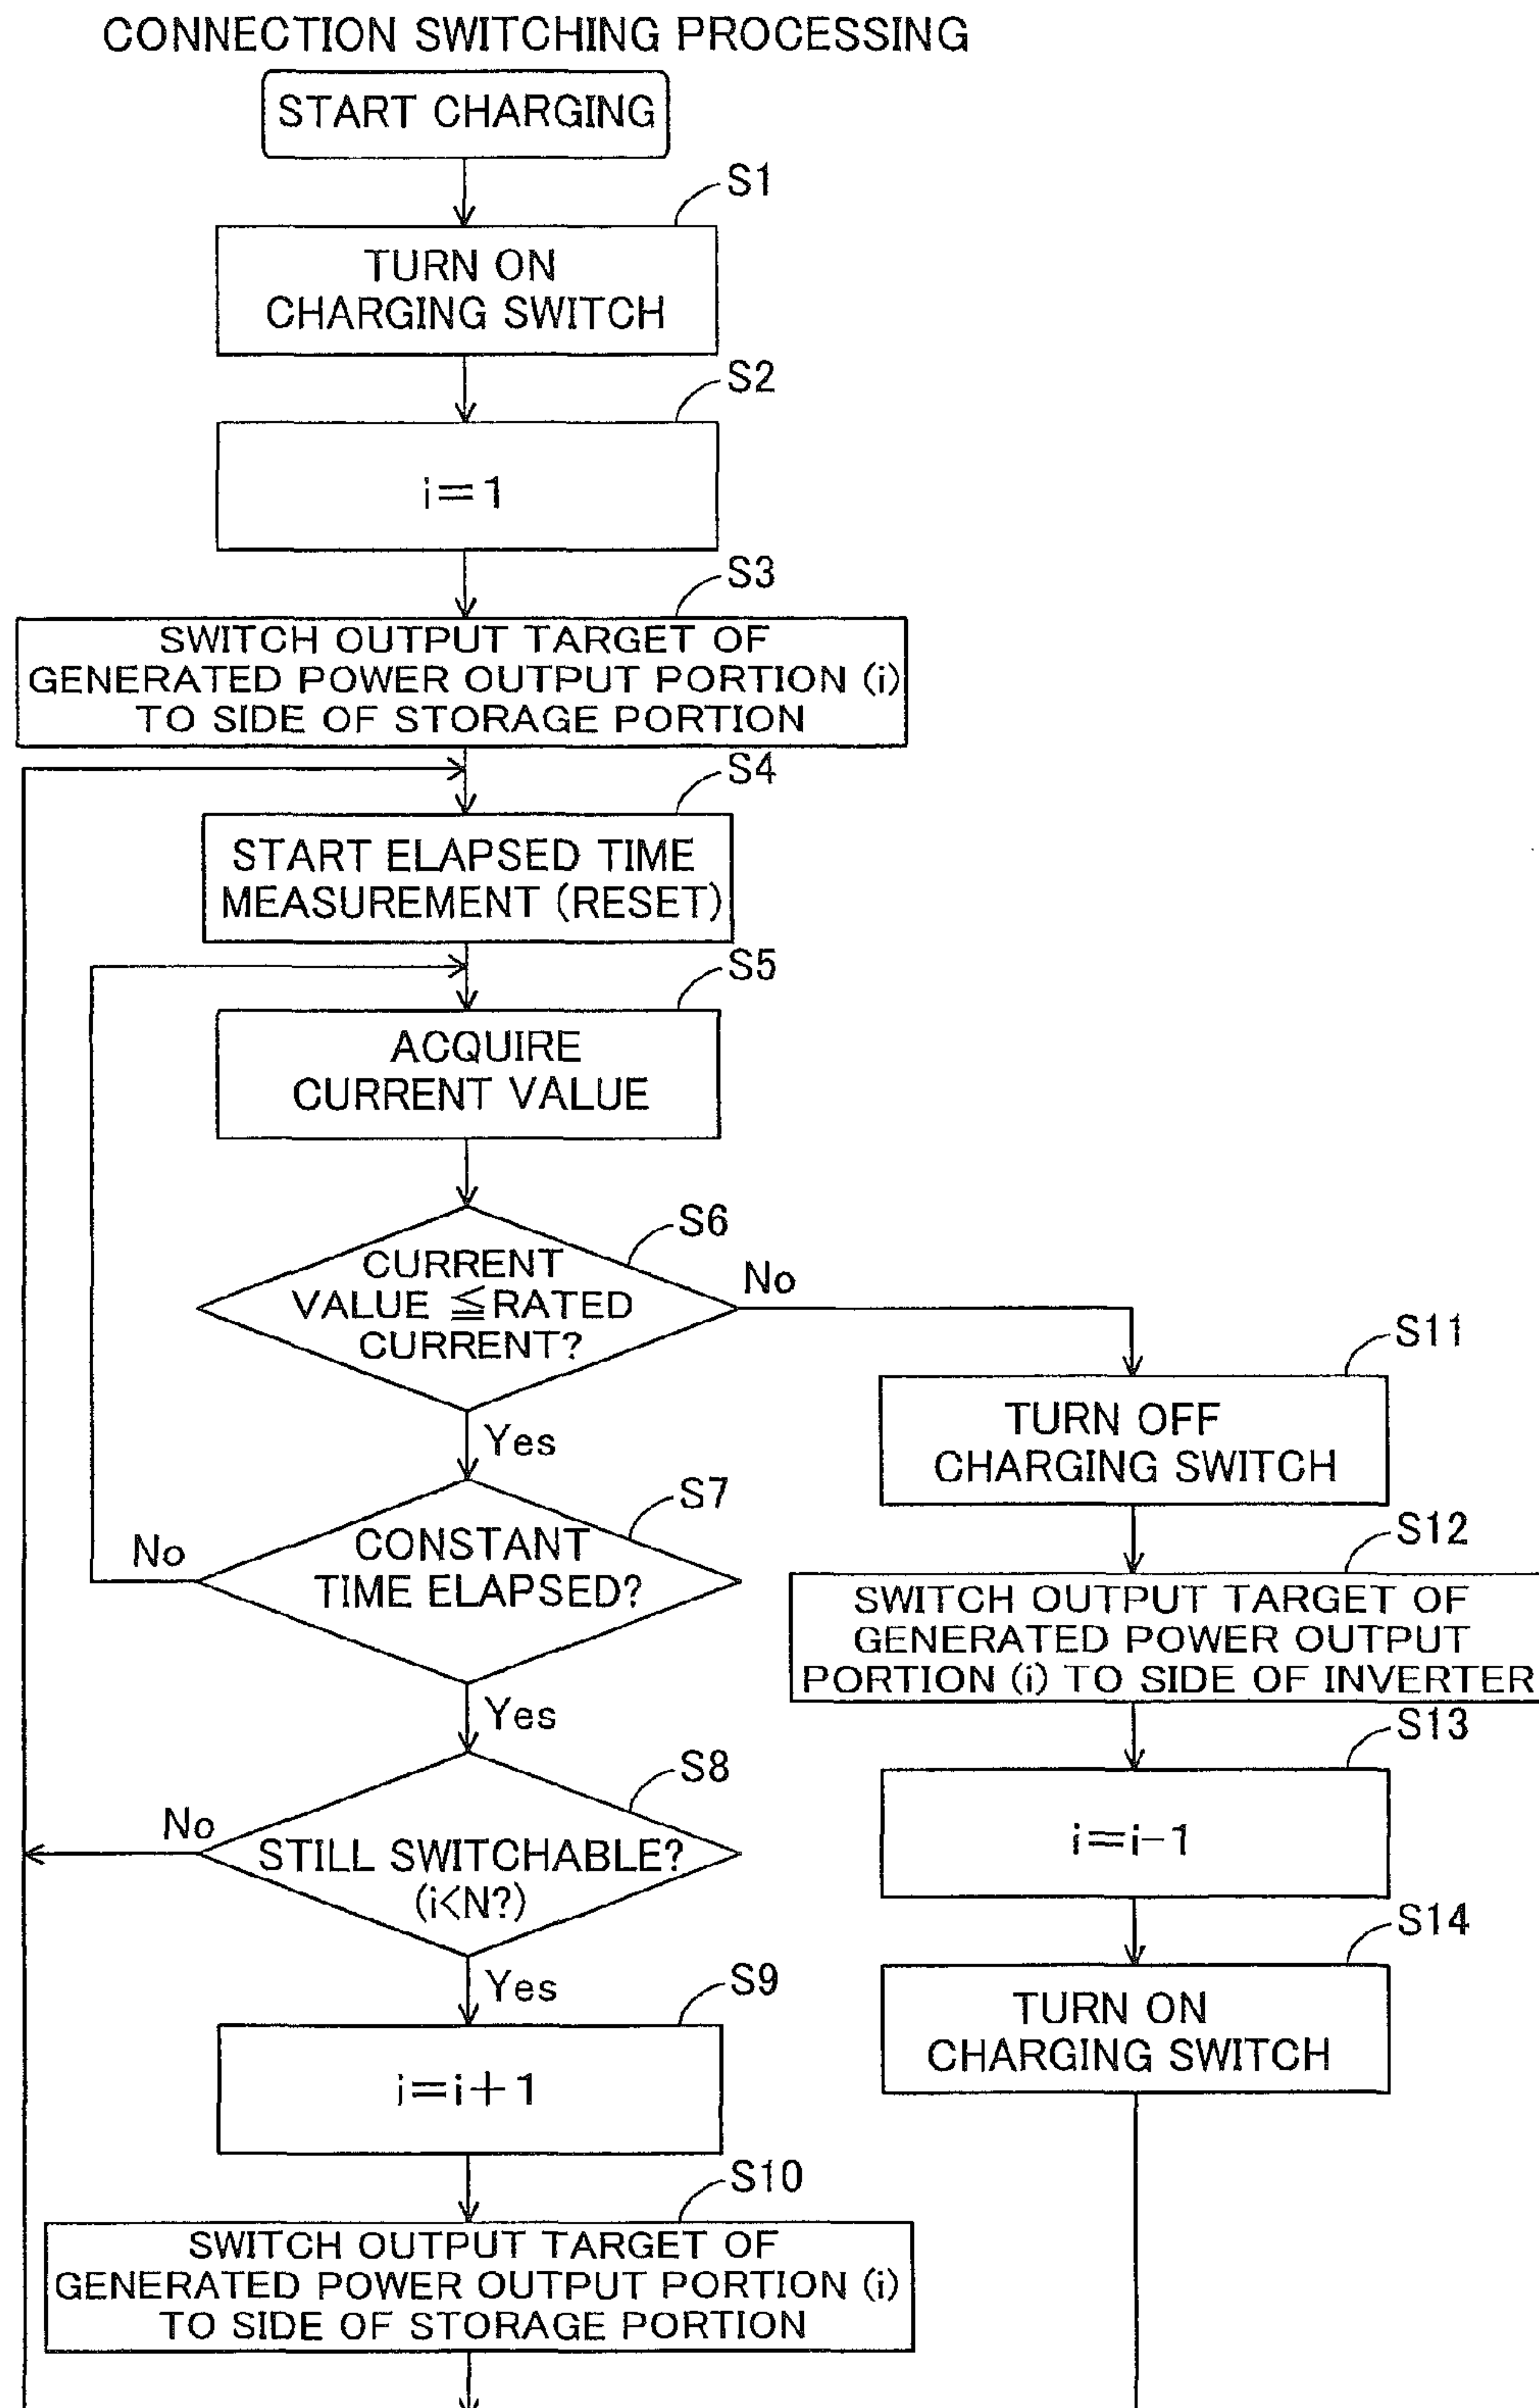 CONNECTION SWITCHING PROCESSING
START CHARGING
S1
TURN ON
CHARGING SWITCH
S2
i=1
S3
SWITCH OUTPUT TARGET OF
GENERATED POWER OUTPUT PORTION (i)
TO SIDE OF STORAGE PORTION
S4
START ELAPSED TIME
MEASUREMENT (RESET)
S5
ACQUIRE
CURRENT VALUE
S6
CURRENT
VALUE ≦RATED
CURRENT?
No
Yes
S7
CONSTANT
TIME ELAPSED?
No
Yes
S8
STILL SWITCHABLE?
(i<N?)
No
Yes
S9
i=i+1
S10
SWITCH OUTPUT TARGET OF
GENERATED POWER OUTPUT PORTION (i)
TO SIDE OF STORAGE PORTION
S11
TURN OFF
CHARGING SWITCH
S12
SWITCH OUTPUT TARGET OF
GENERATED POWER OUTPUT
PORTION (i) TO SIDE OF INVERTER
S13
i=i-1
S14
TURN ON
CHARGING SWITCH